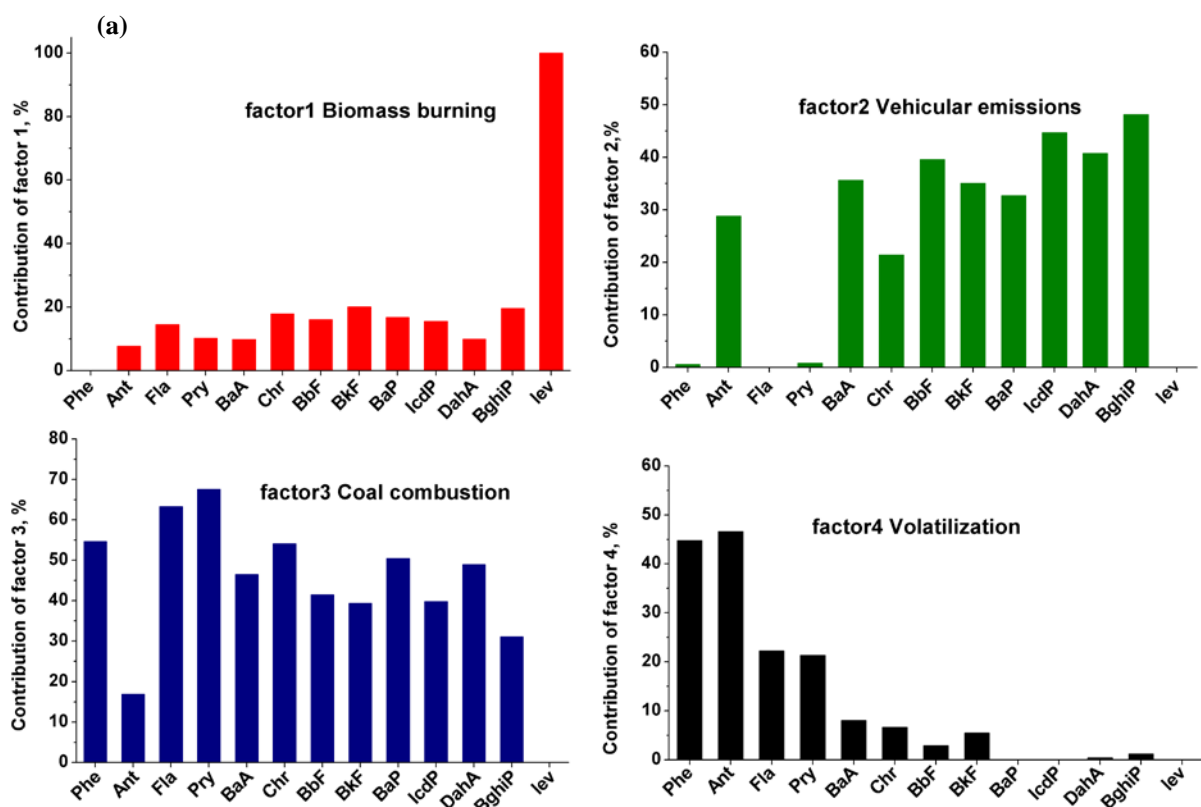 (a)
Contribution of factor 1, %
100
80
60
40
20
0
factor1 Biomass burning
Phe Ant Fla Pry BaA Chr BbF BkF BaP IcdP DahA BghiP lev
Contribution of factor 2,%
60
50
40
30
20
10
0
factor2 Vehicular emissions
Phe Ant Fla Pry BaA Chr BbF BkF BaP IcdP DahA BghiP lev
Contribution of factor 3, %
80
70
60
50
40
30
20
10
0
factor3 Coal combustion
Phe Ant Fla Pry BaA Chr BbF BkF BaP IcdP DahA BghiP lev
Contribution of factor 4, %
60
50
40
30
20
10
0
factor4 Volatilization
Phe Ant Fla Pry BaA Chr BbF BkF BaP IcdP DahA BghiP lev